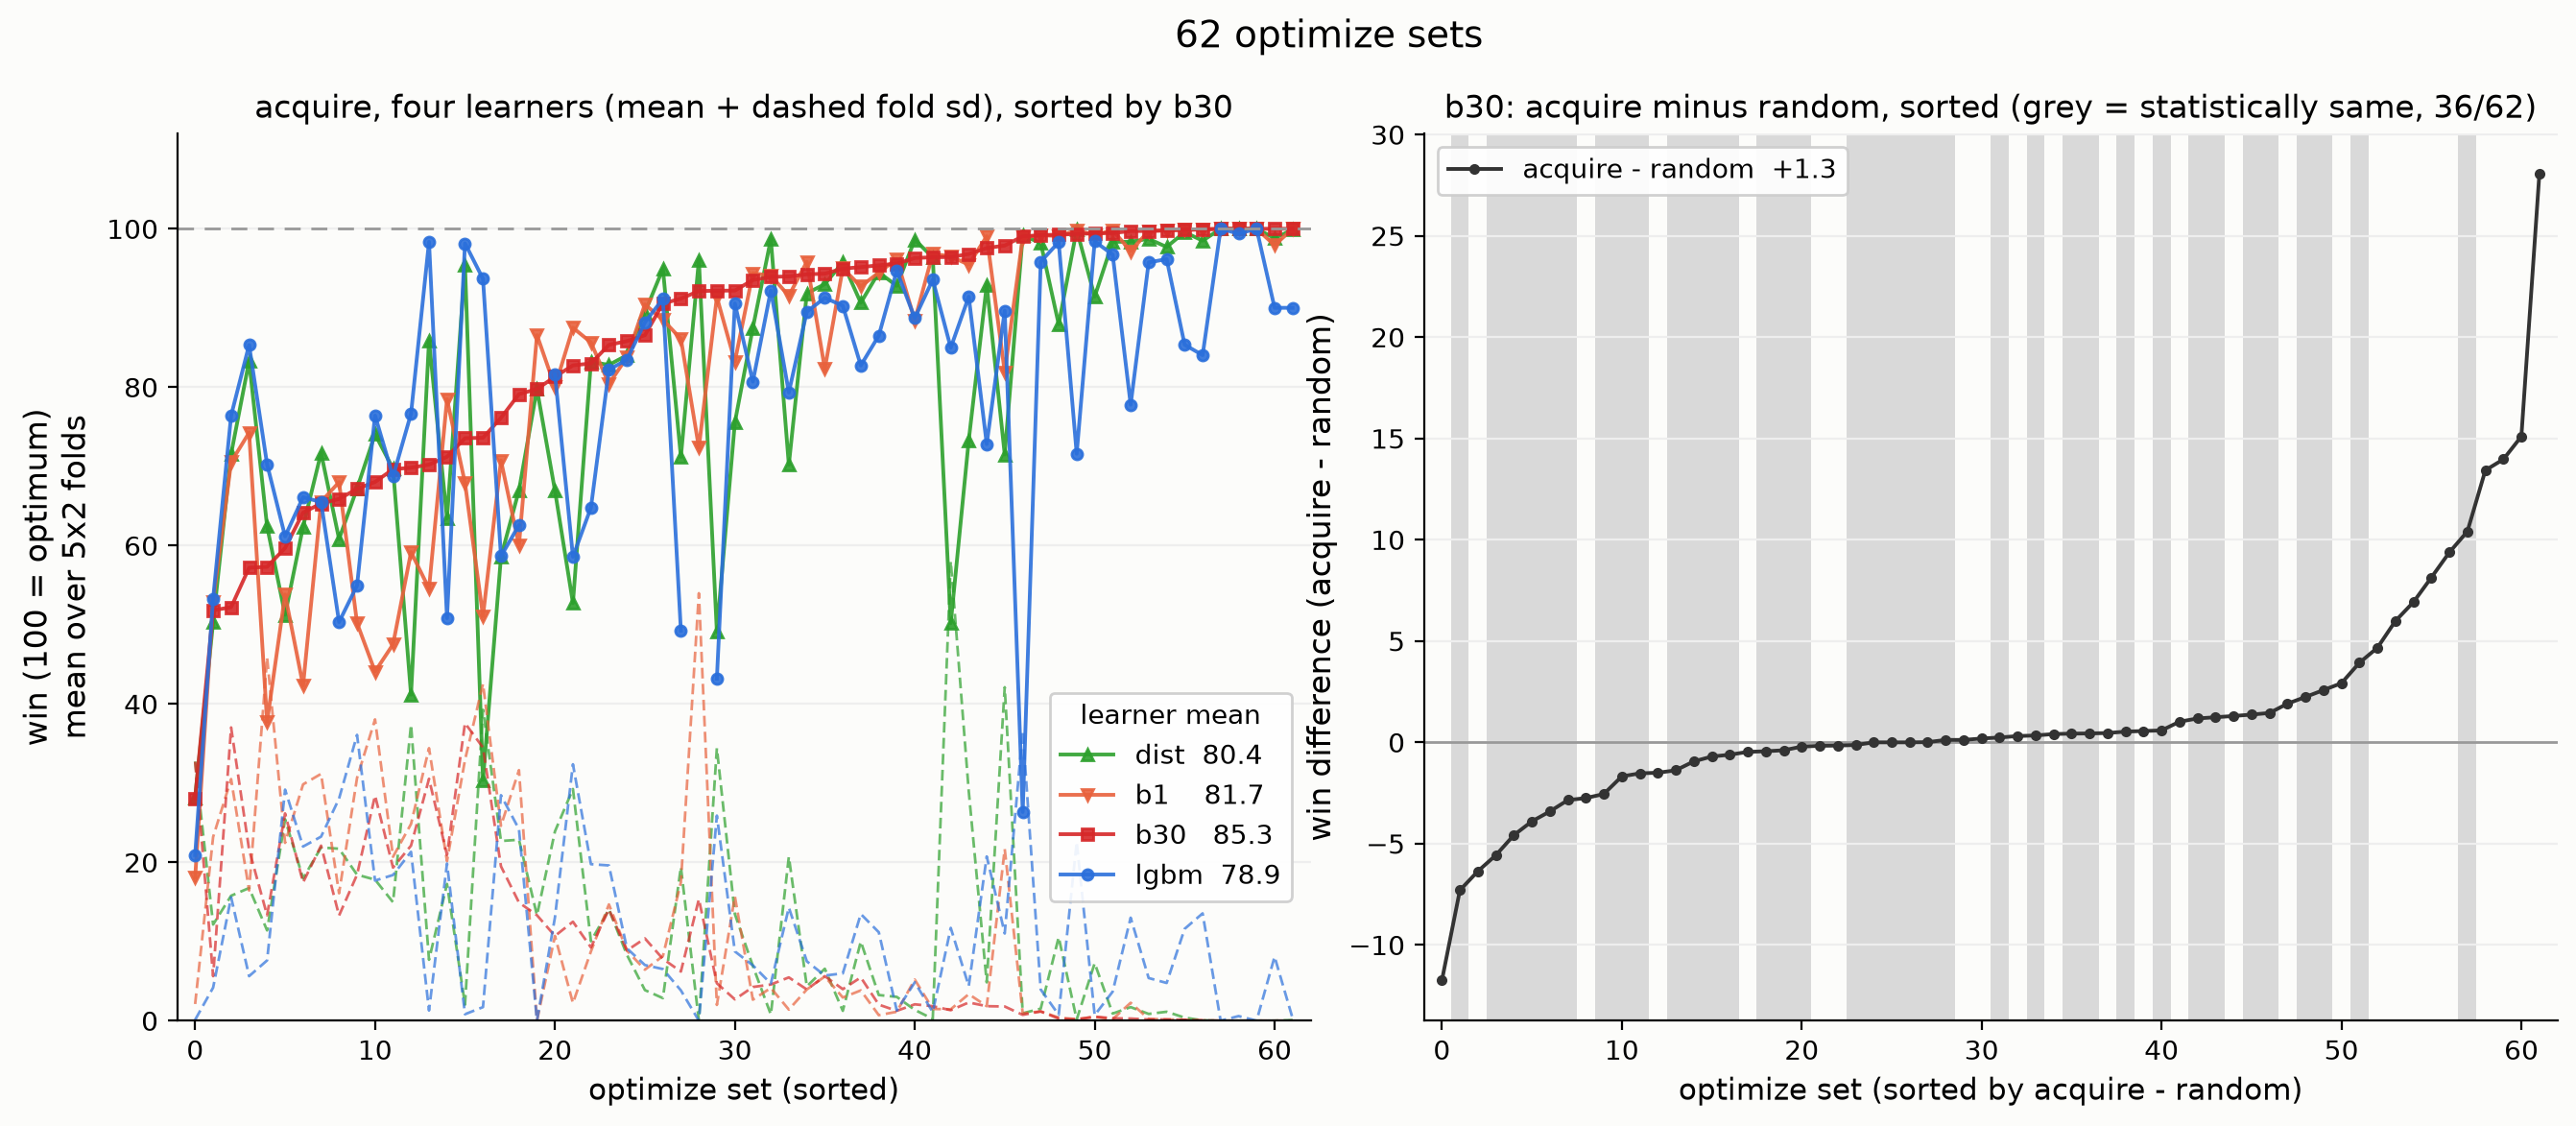 62 optimize sets
acquire, four learners (mean + dashed fold sd), sorted by b30
win (100 = optimum)
mean over 5x2 folds
100
80
60
40
20
0
0 10 20 30 40 50 60
optimize set (sorted)
learner mean
dist 80.4
b1 81.7
b30 85.3
lgbm 78.9
b30: acquire minus random, sorted (grey = statistically same, 36/62)
acquire - random +1.3
win difference (acquire - random)
30
25
20
15
10
5
0
−5
−10
0 10 20 30 40 50 60
optimize set (sorted by acquire - random)